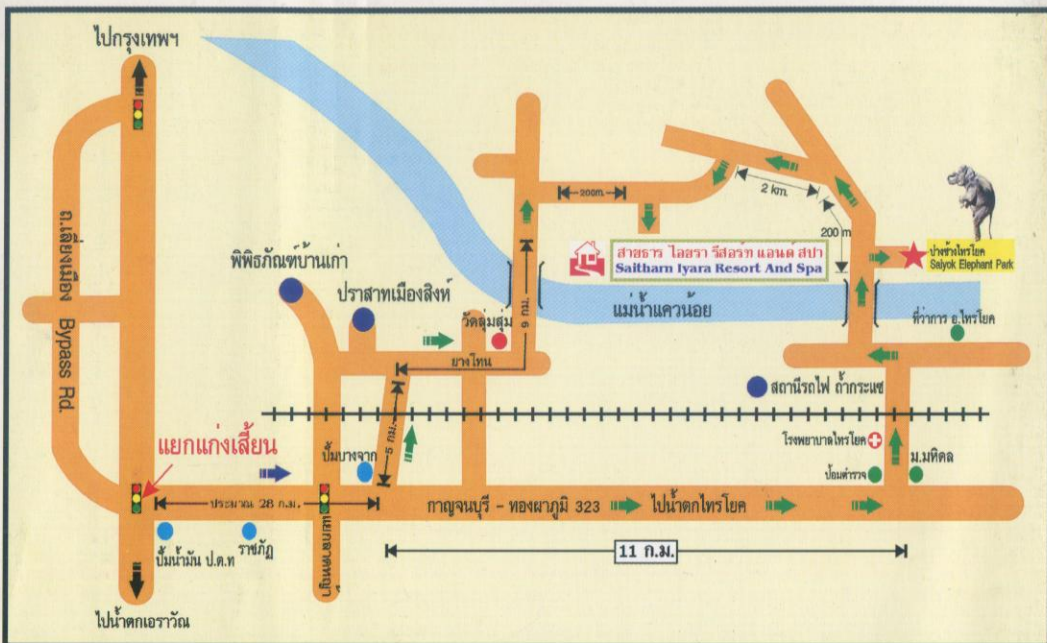 ไปกรุงเทพฯ
ถ.เลี่ยงเมือง Bypass Rd.
พิพิธภัณฑ์บ้านเก่า
ปราสาทเมืองสิงห์
วัดลุ่มสุ่ม
ยางโทน
6 กม.
200m.
2 km.
200 m
สายธาร ไอยรา รีสอร์ท แอนด์ สปา
Saitharn Iyara Resort And Spa
ปางช้างไทรโยค
Saiyok Elephant Park
แม่น้ำแควน้อย
ที่ว่าการ อ.ไทรโยค
สถานีรถไฟ ถ้ำกระแซ
แยกแก่งเสี้ยน
5 กม.
ปั๊มบางจาก
โรงพยาบาลไทรโยค
ป้อมตำรวจ
ม.มหิดล
ประมาณ 28 ก.ม.
แยกลาดหญ้า
กาญจนบุรี - ทองผาภูมิ 323
ไปน้ำตกไทรโยค
ปั๊มน้ำมัน ป.ต.ท
ราชภัฏ
11 ก.ม.
ไปน้ำตกเอราวัณ